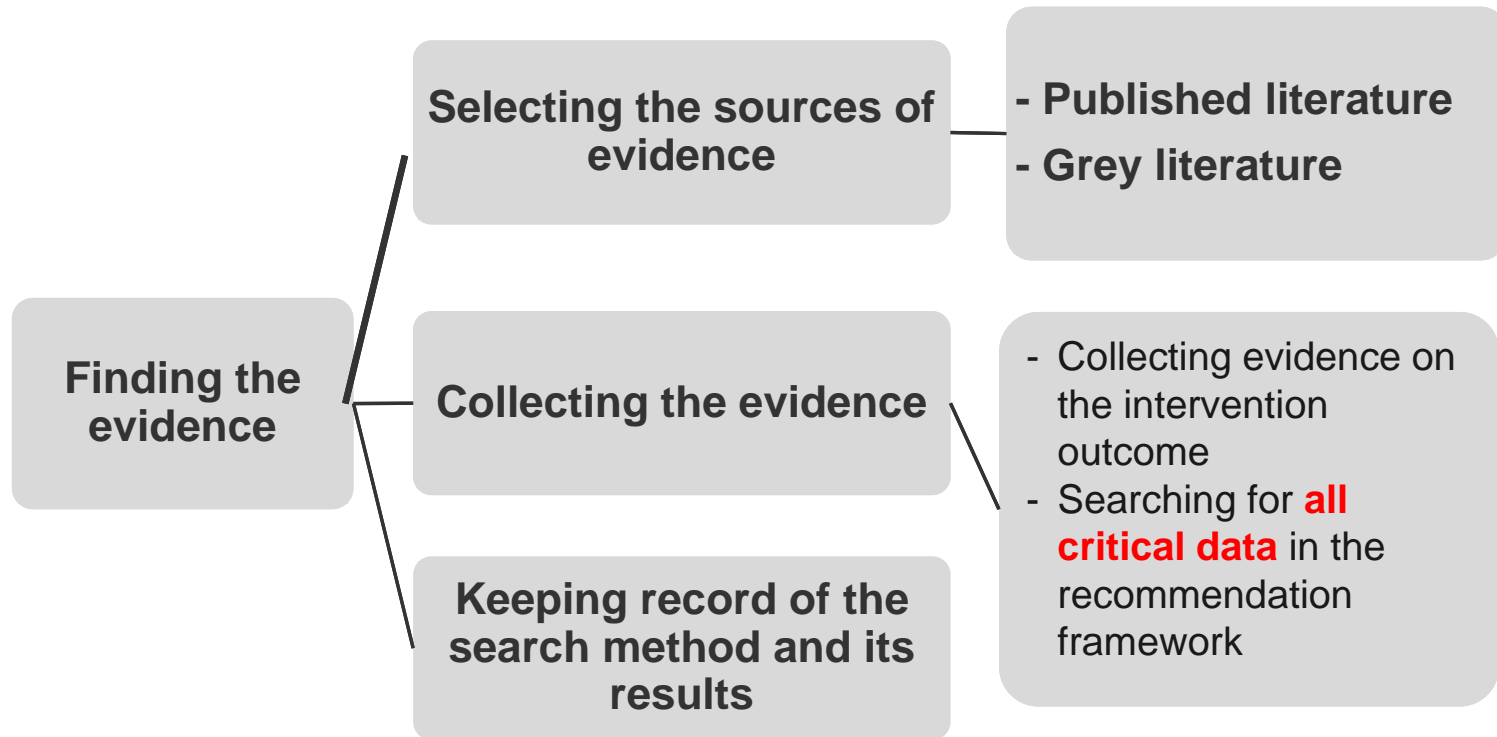 Selecting the sources of
evidence
- Published literature
- Grey literature
Finding the
evidence
Collecting the evidence
- Collecting evidence on
the intervention
outcome
- Searching for all
critical data in the
recommendation
framework
Keeping record of the
search method and its
results